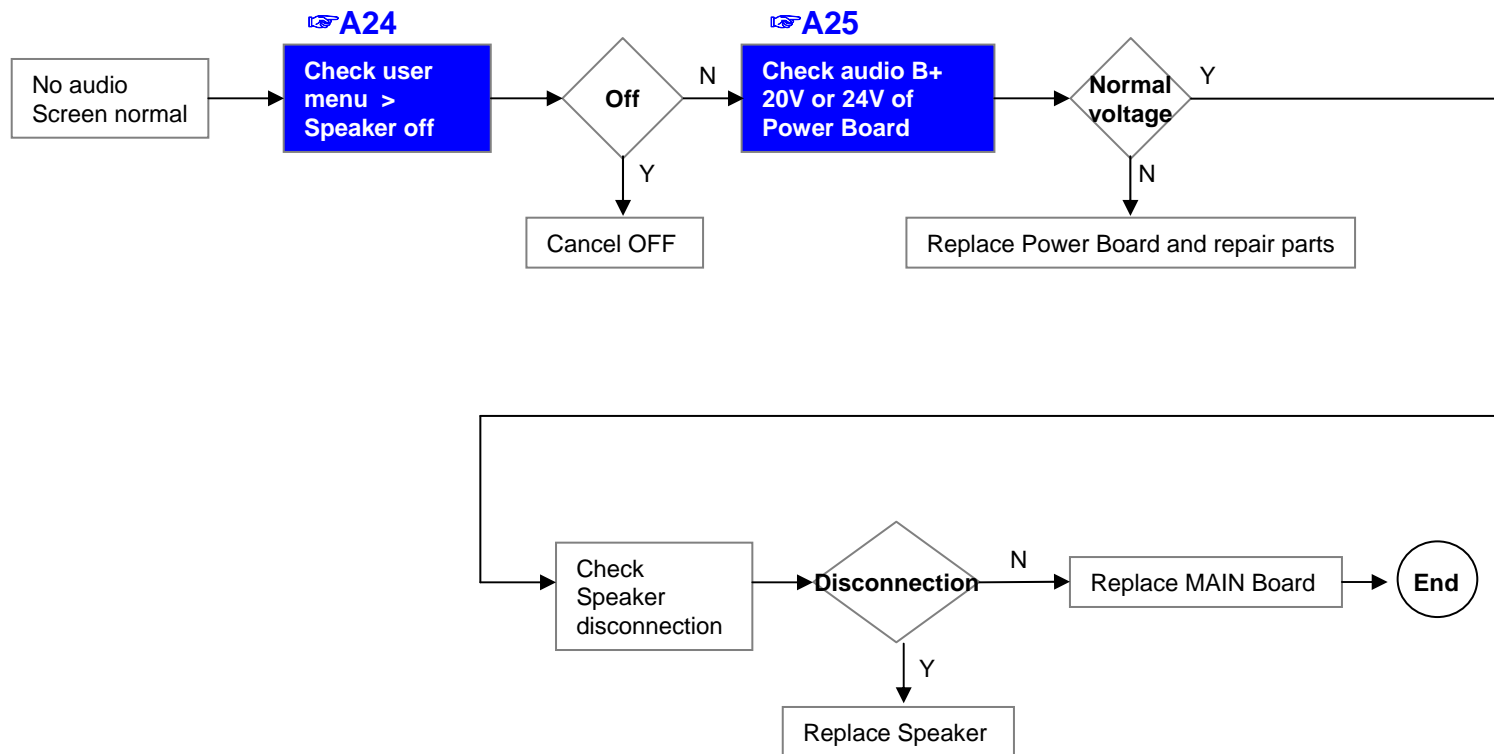 ☞A24
☞A25
No audio
Screen normal
Check user
menu >
Speaker off
Off
N
Y
Cancel OFF
Check audio B+
20V or 24V of
Power Board
Normal
voltage
Y
N
Replace Power Board and repair parts
Check
Speaker
disconnection
Disconnection
N
Y
Replace MAIN Board
End
Replace Speaker